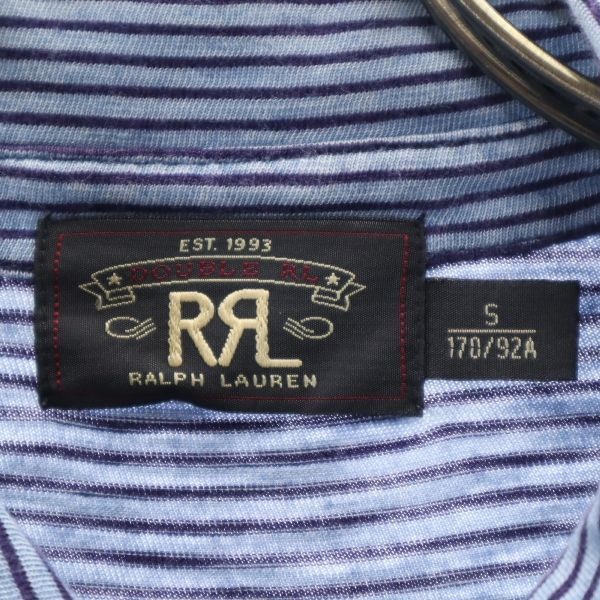 EST. 1993
DOUBLE RL
RRL
RALPH LAUREN
S
170/92A